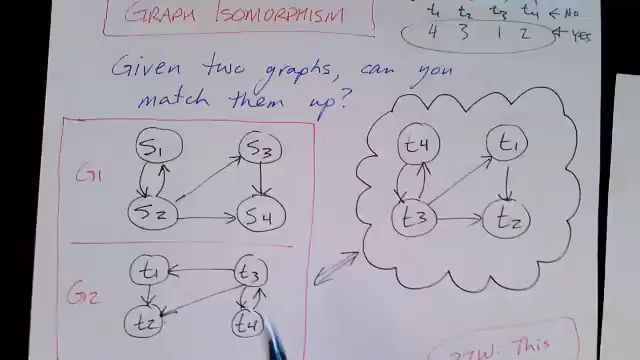 GRAPH ISOMORPHISM
t1 t2 t3 t4 ← NO
4 3 1 2 ← YES
Given two graphs, can you
match them up?
G1
S1 S3
S2 S4
G2
t1 t3
t2 t4
t4 t1
t3 t2
This